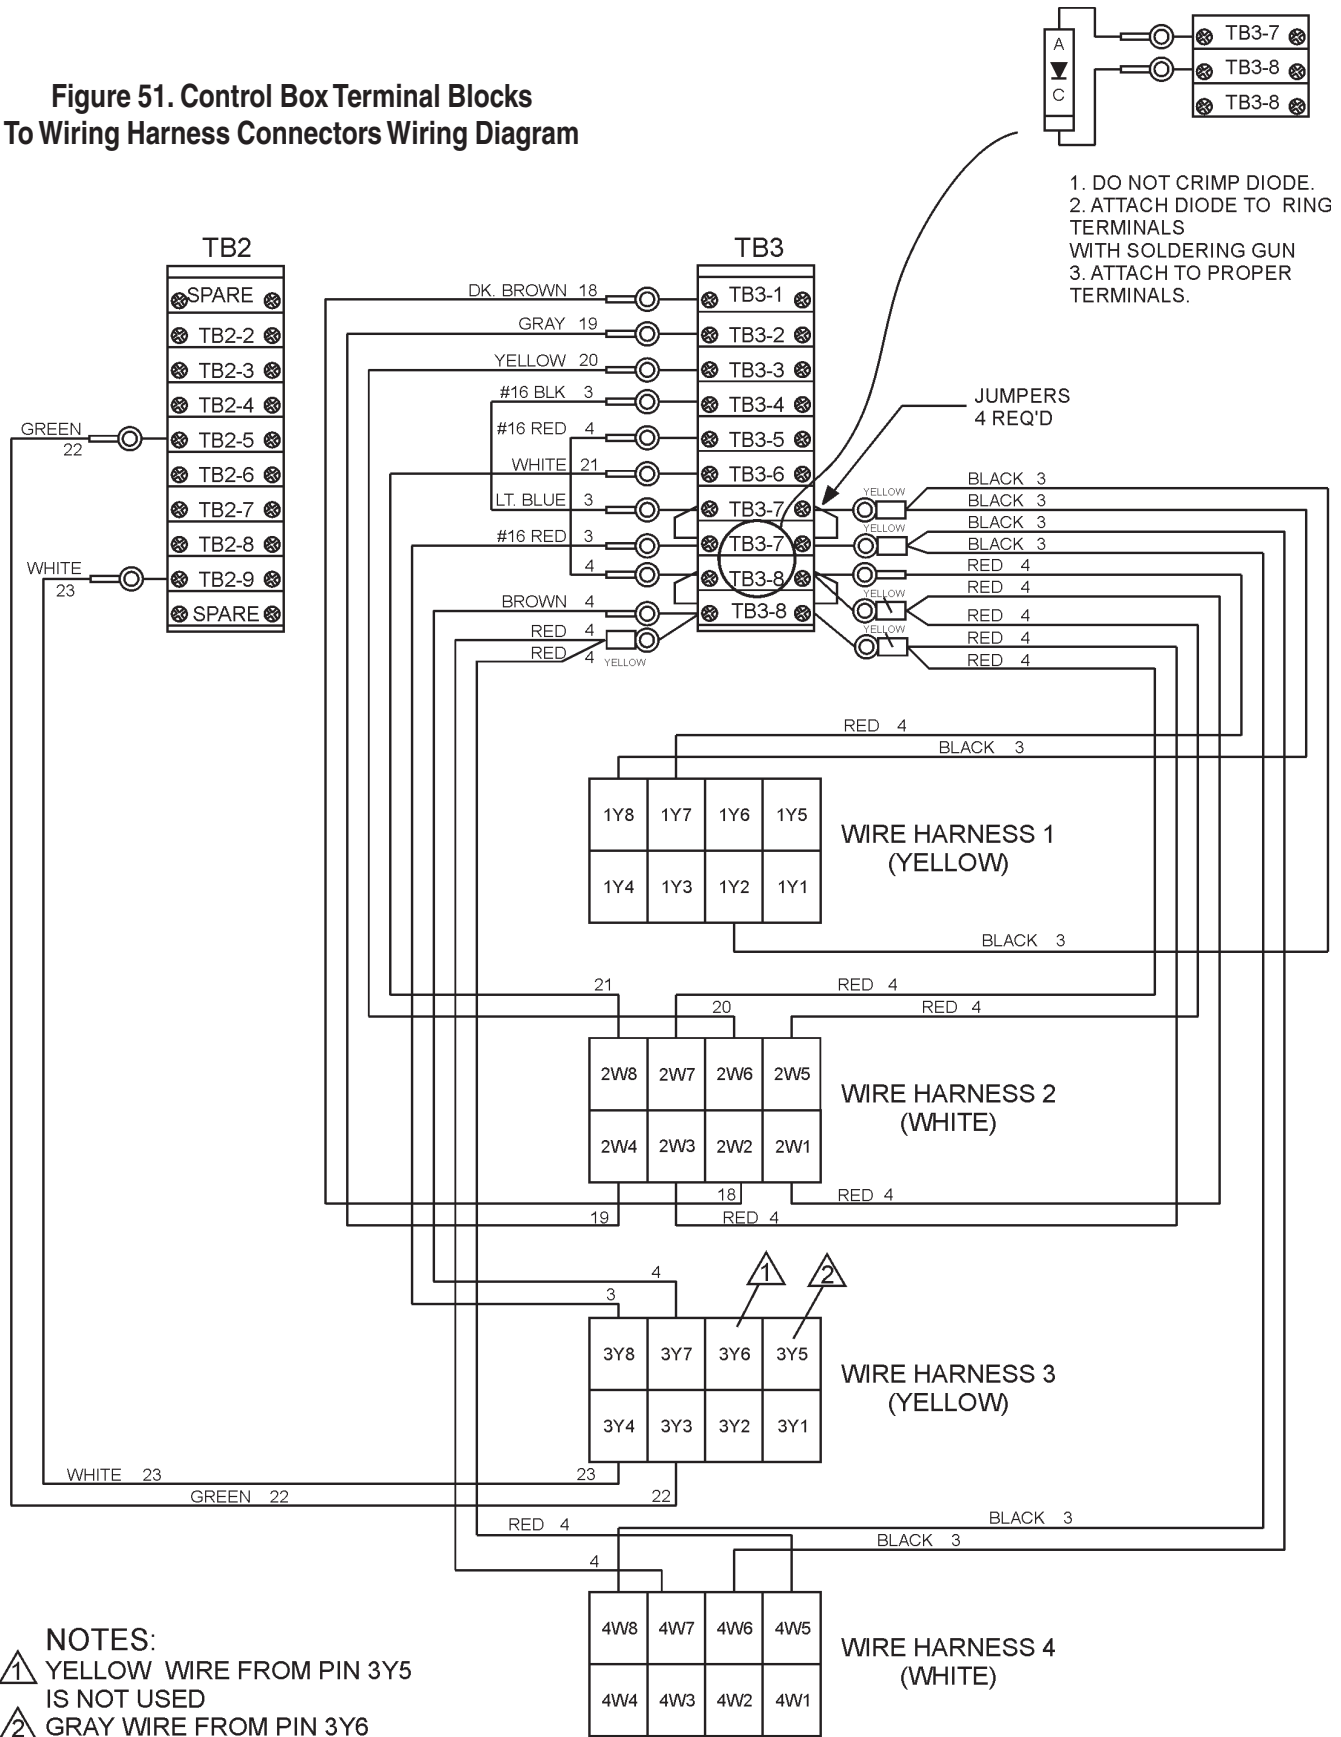 Figure 51. Control Box Terminal Blocks
To Wiring Harness Connectors Wiring Diagram
A
C
TB3-7
TB3-8
TB3-8
1. DO NOT CRIMP DIODE.
2. ATTACH DIODE TO RING
TERMINALS
WITH SOLDERING GUN
3. ATTACH TO PROPER
TERMINALS.
TB2
SPARE
TB2-2
TB2-3
TB2-4
TB2-5
TB2-6
TB2-7
TB2-8
TB2-9
SPARE
GREEN
22
WHITE
23
TB3
DK. BROWN 18
GRAY 19
YELLOW 20
#16 BLK 3
#16 RED 4
WHITE 21
LT. BLUE 3
#16 RED 3
4
BROWN 4
RED 4
RED 4
YELLOW
TB3-1
TB3-2
TB3-3
TB3-4
TB3-5
TB3-6
TB3-7
TB3-7
TB3-8
TB3-8
JUMPERS
4 REQ'D
YELLOW
YELLOW
YELLOW
YELLOW
BLACK 3
BLACK 3
BLACK 3
BLACK 3
RED 4
RED 4
RED 4
RED 4
RED 4
RED 4
BLACK 3
1Y8 1Y7 1Y6 1Y5
1Y4 1Y3 1Y2 1Y1
WIRE HARNESS 1
(YELLOW)
BLACK 3
21
RED 4
20
RED 4
2W8 2W7 2W6 2W5
2W4 2W3 2W2 2W1
WIRE HARNESS 2
(WHITE)
18
RED 4
19
RED 4
4
1
2
3
3Y8 3Y7 3Y6 3Y5
3Y4 3Y3 3Y2 3Y1
WIRE HARNESS 3
(YELLOW)
WHITE 23
23
GREEN 22
22
RED 4
BLACK 3
BLACK 3
4
4W8 4W7 4W6 4W5
4W4 4W3 4W2 4W1
WIRE HARNESS 4
(WHITE)
NOTES:
1 YELLOW WIRE FROM PIN 3Y5
IS NOT USED
2 GRAY WIRE FROM PIN 3Y6